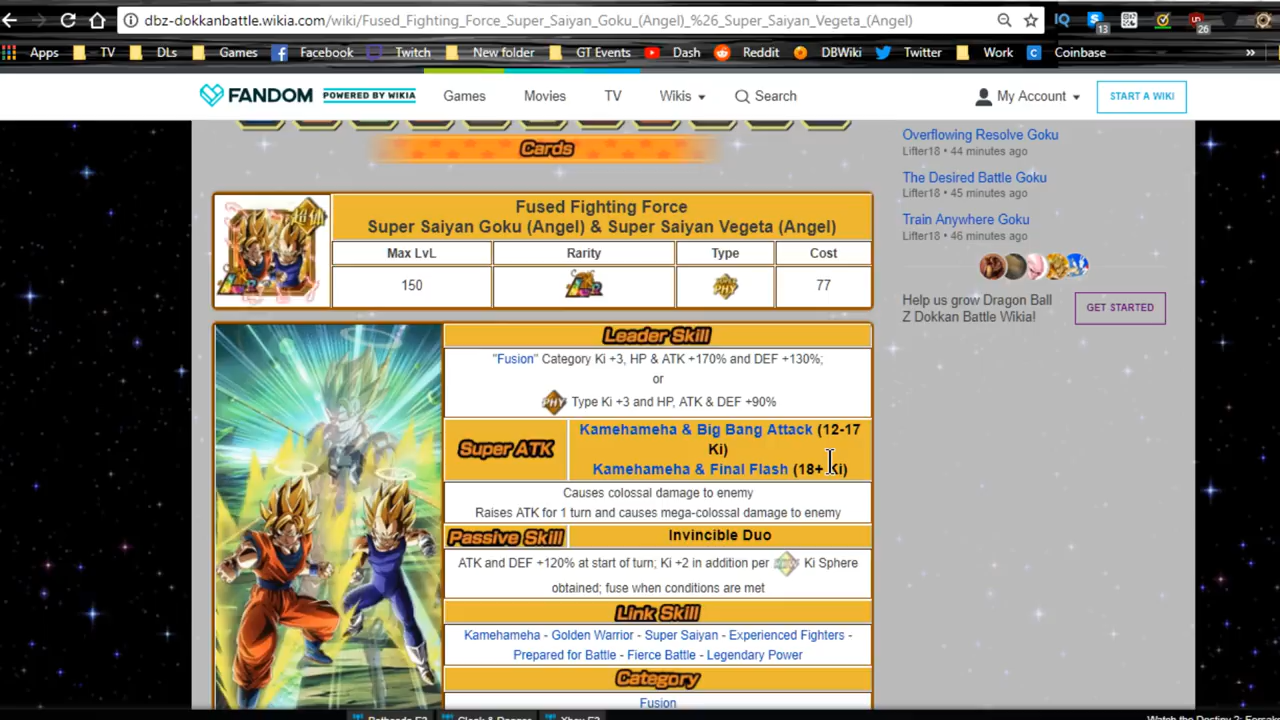 dbz-dokkanbattle.wikia.com/wiki/Fused_Fighting_Force_Super_Saiyan_Goku_(Angel)_%26_Super_Saiyan_Vegeta_(Angel)
IQ
13
26
Apps TV DLs Games Facebook Twitch New folder GT Events Dash Reddit DBWiki Twitter Work Coinbase »
FANDOM POWERED BY WIKIA Games Movies TV Wikis Search My Account START A WIKI
Cards
Overflowing Resolve Goku
Lifter18 • 44 minutes ago
The Desired Battle Goku
Lifter18 • 45 minutes ago
Train Anywhere Goku
Lifter18 • 46 minutes ago
Help us grow Dragon Ball
Z Dokkan Battle Wikia!
GET STARTED
Fused Fighting Force
Super Saiyan Goku (Angel) & Super Saiyan Vegeta (Angel)
Max LvL Rarity Type Cost
150 LR SUPER PHY 77
Leader Skill
"Fusion" Category Ki +3, HP & ATK +170% and DEF +130%;
or
PHY Type Ki +3 and HP, ATK & DEF +90%
Super ATK
Kamehameha & Big Bang Attack (12-17
Ki)
Kamehameha & Final Flash (18+ Ki)
Causes colossal damage to enemy
Raises ATK for 1 turn and causes mega-colossal damage to enemy
Passive Skill Invincible Duo
ATK and DEF +120% at start of turn; Ki +2 in addition per Ki Sphere
obtained; fuse when conditions are met
Link Skill
Kamehameha - Golden Warrior - Super Saiyan - Experienced Fighters -
Prepared for Battle - Fierce Battle - Legendary Power
Category
Fusion